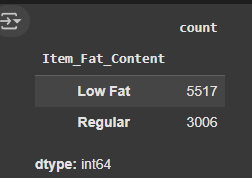 count
Item_Fat_Content
Low Fat 5517
Regular 3006
dtype: int64